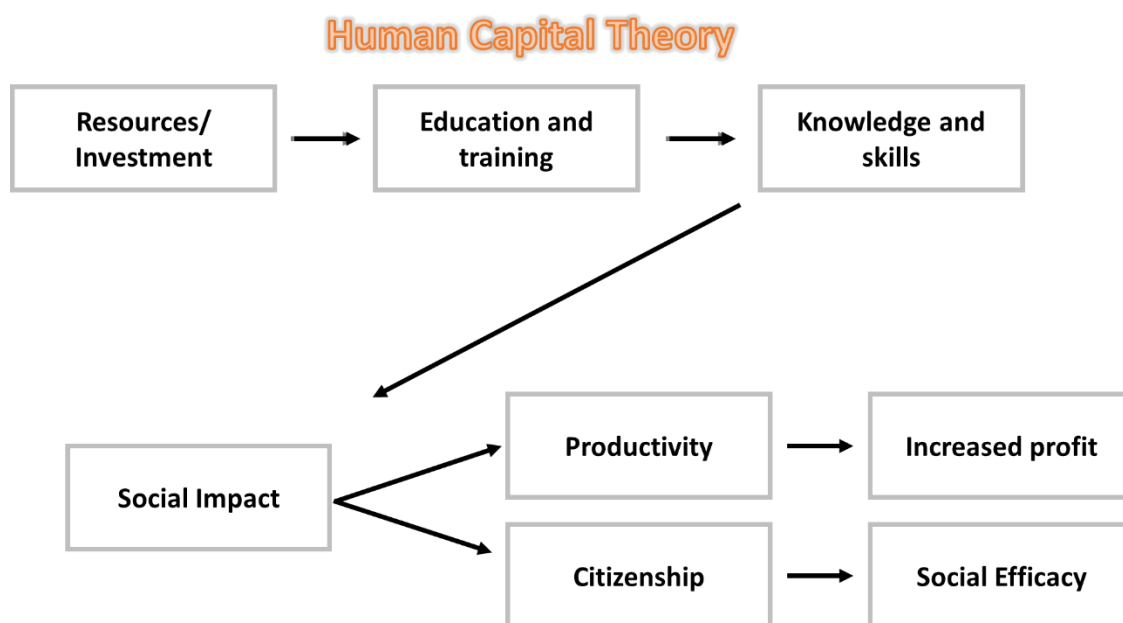 Human Capital Theory
Resources/
Investment
Education and
training
Knowledge and
skills
Social Impact
Productivity
Increased profit
Citizenship
Social Efficacy